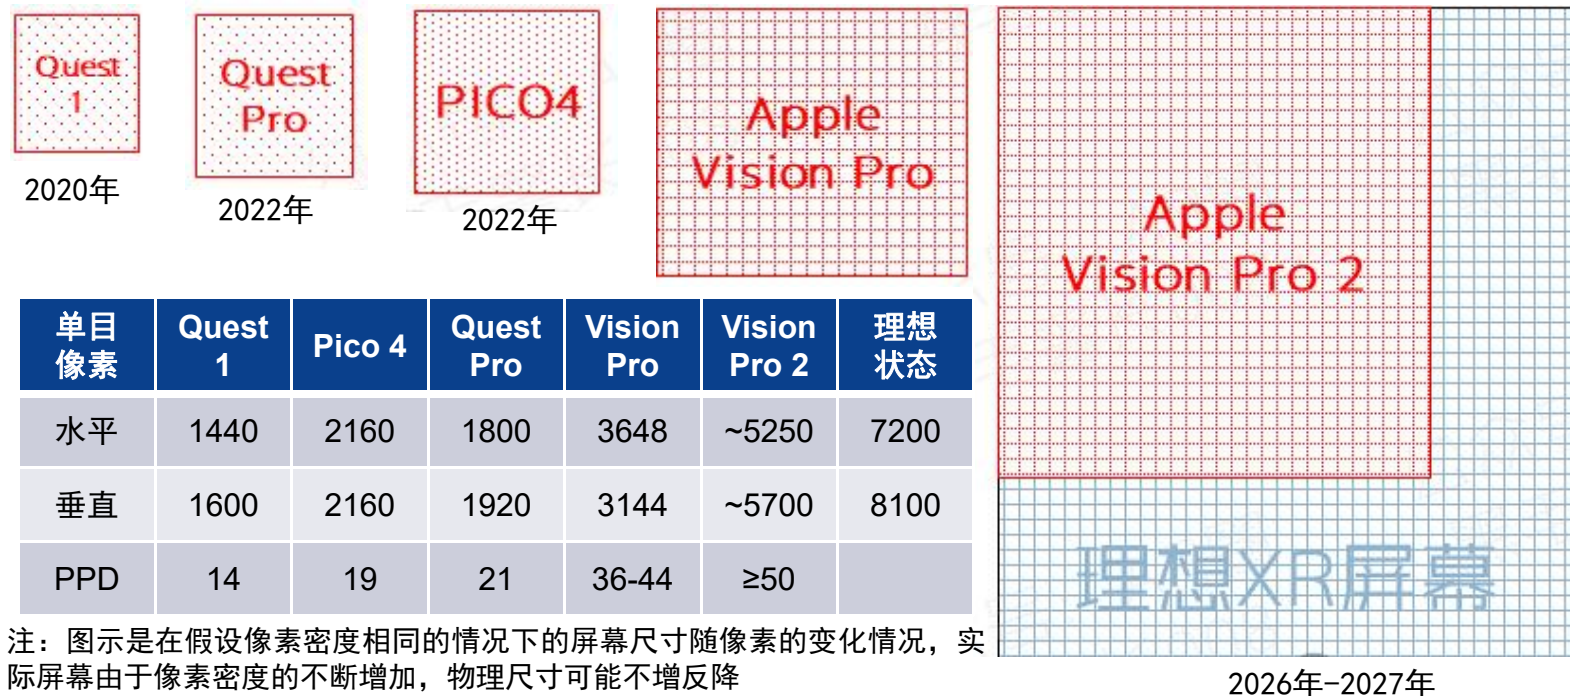 Quest
1
2020年
Quest
Pro
2022年
PICO4
2022年
Apple
Vision Pro
Apple
Vision Pro 2
理想XR屏幕
2026年-2027年
单目像素 Quest 1 Pico 4 Quest Pro Vision Pro Vision Pro 2 理想状态
水平 1440 2160 1800 3648 ~5250 7200
垂直 1600 2160 1920 3144 ~5700 8100
PPD 14 19 21 36-44 ≥50
注：图示是在假设像素密度相同的情况下的屏幕尺寸随像素的变化情况，实
际屏幕由于像素密度的不断增加，物理尺寸可能不增反降